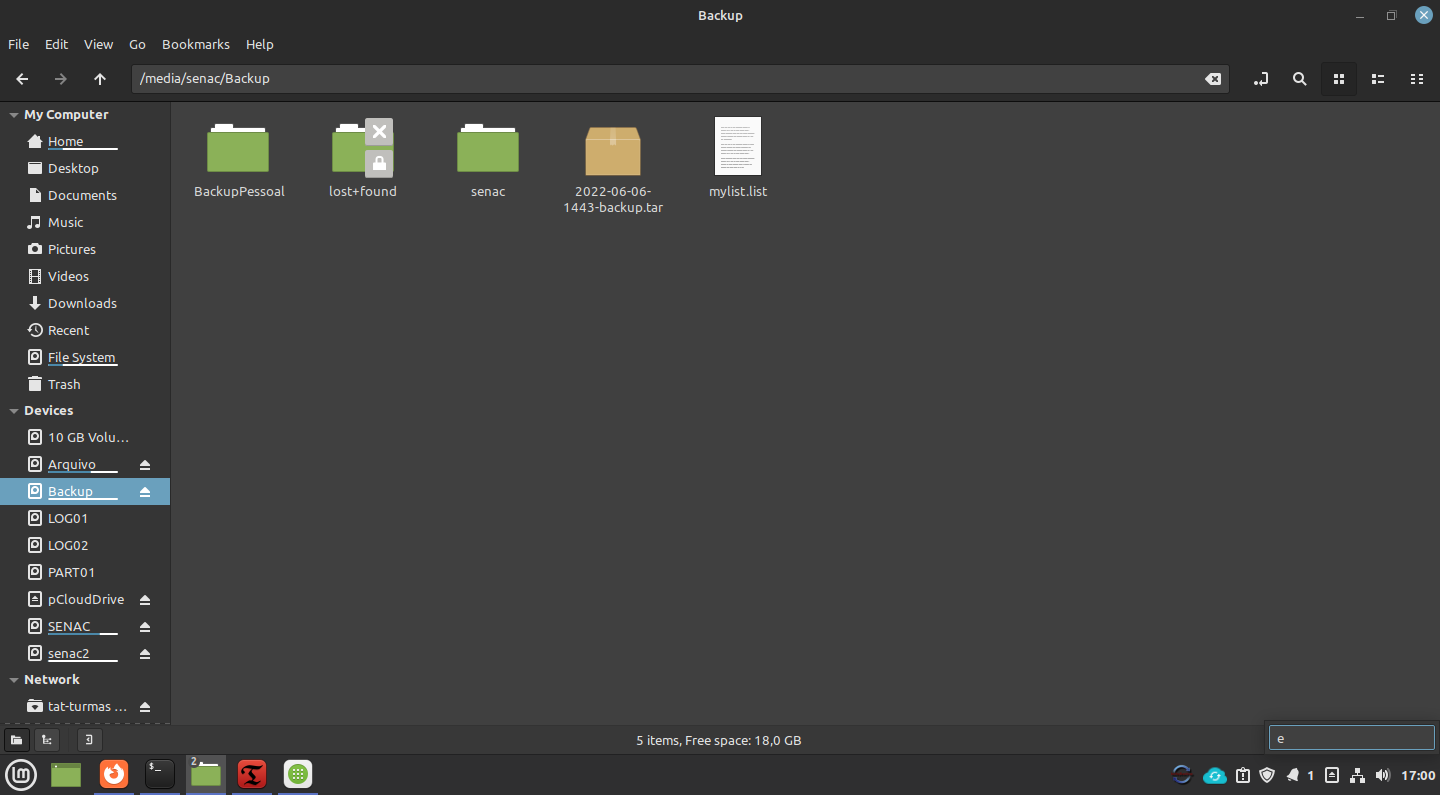 Backup
File Edit View Go Bookmarks Help
/media/senac/Backup
My Computer
Home
Desktop
Documents
Music
Pictures
Videos
Downloads
Recent
File System
Trash
Devices
10 GB Volu...
Arquivo
Backup
LOG01
LOG02
PART01
pCloudDrive
SENAC
senac2
Network
tat-turmas ...
BackupPessoal
lost+found
senac
2022-06-06-
1443-backup.tar
mylist.list
5 items, Free space: 18,0 GB
e
lm
$_
2
1
17:00